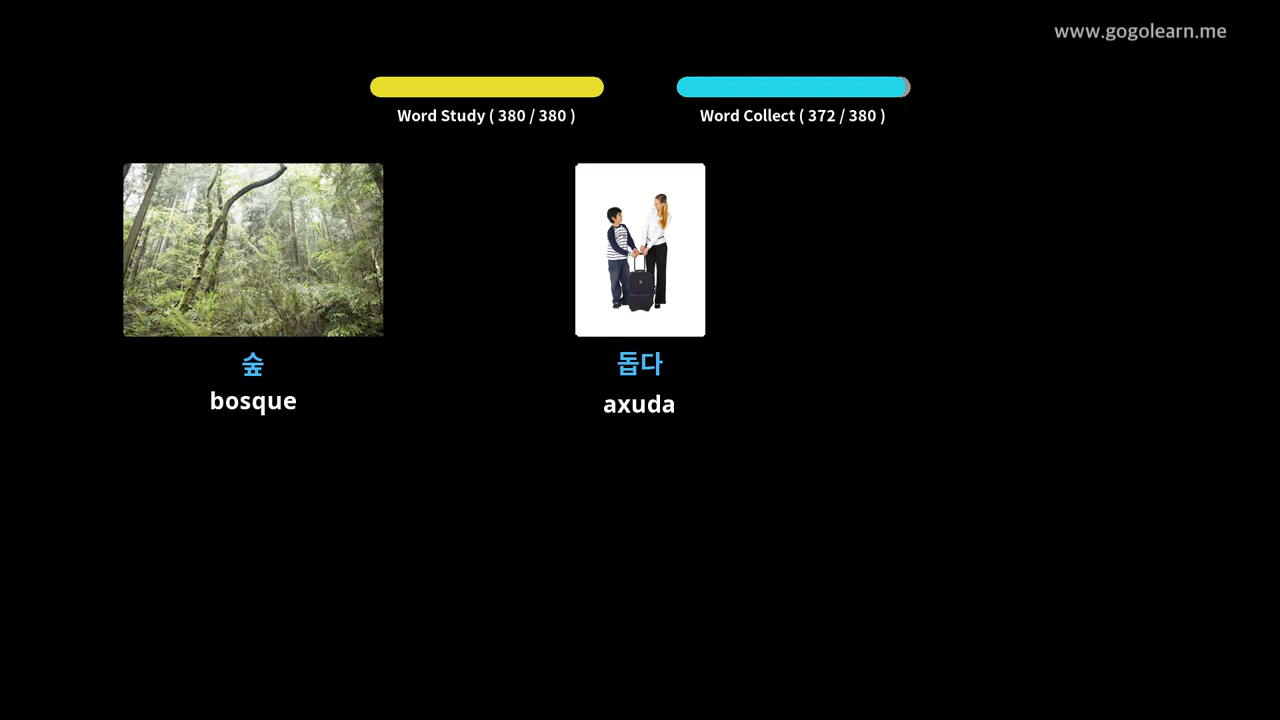 www.gogolearn.me
Word Study ( 380 / 380 )
Word Collect ( 372 / 380 )
숲
bosque
돕다
axuda